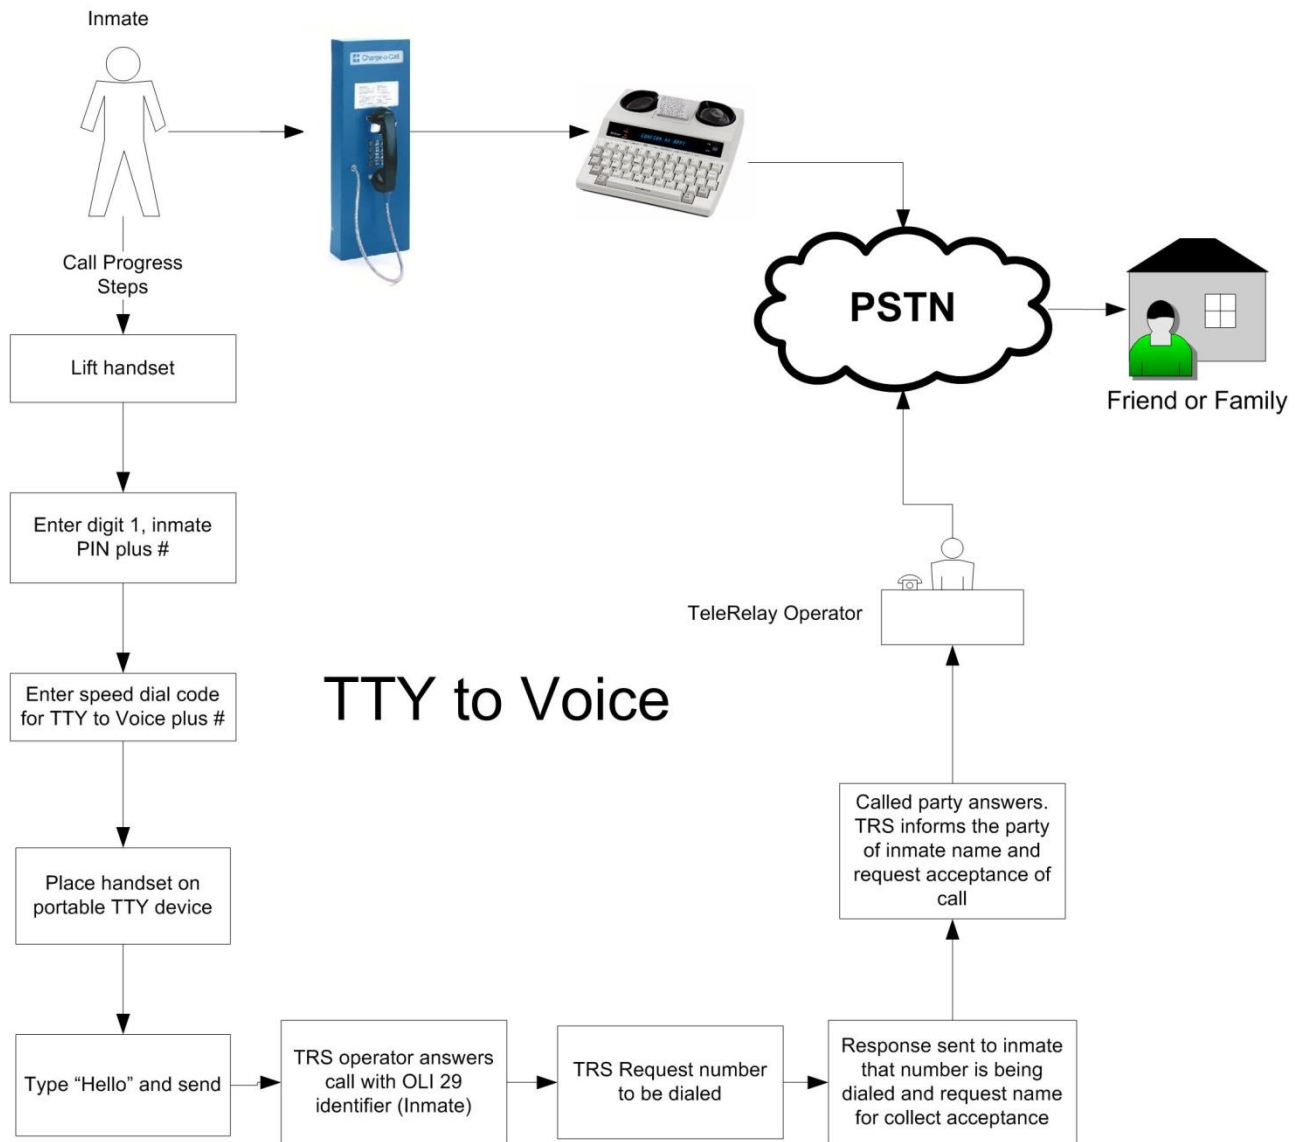 Inmate
Charge-a-Call
PSTN
Friend or Family
Call Progress
Steps
Lift handset
Enter digit 1, inmate
PIN plus #
Enter speed dial code
for TTY to Voice plus #
Place handset on
portable TTY device
Type “Hello” and send
TRS operator answers
call with OLI 29
identifier (Inmate)
TRS Request number
to be dialed
Response sent to inmate
that number is being
dialed and request name
for collect acceptance
Called party answers.
TRS informs the party
of inmate name and
request acceptance of
call
TeleRelay Operator
TTY to Voice